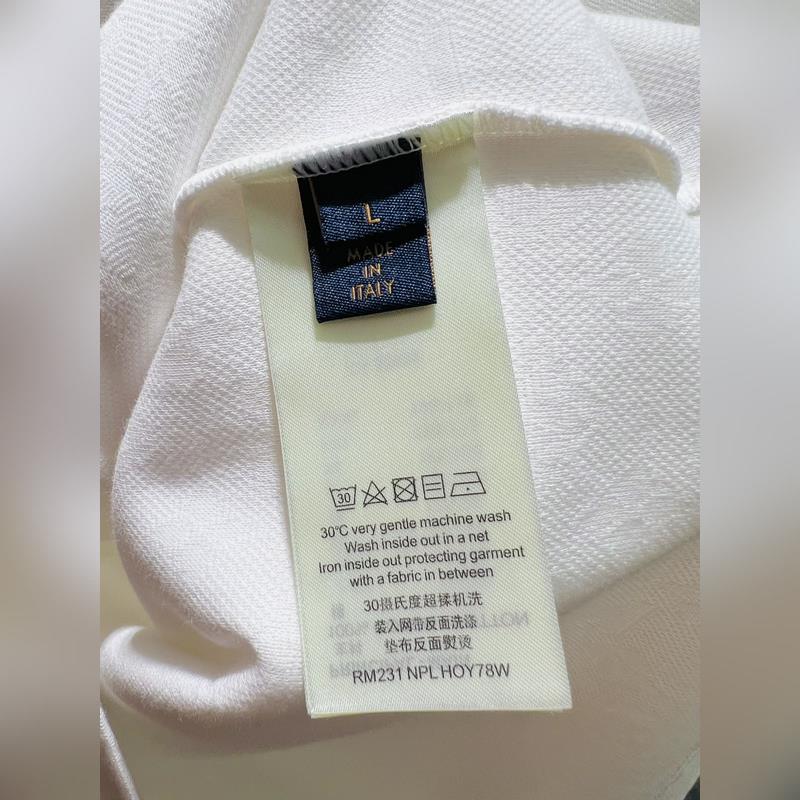 L
MADE
IN
ITALY
30
30℃ very gentle machine wash
Wash inside out in a net
Iron inside out protecting garment
with a fabric in between
30摄氏度超揉机洗
装入网带反面洗涤
垫布反面熨烫
RM231 NPL HOY78W